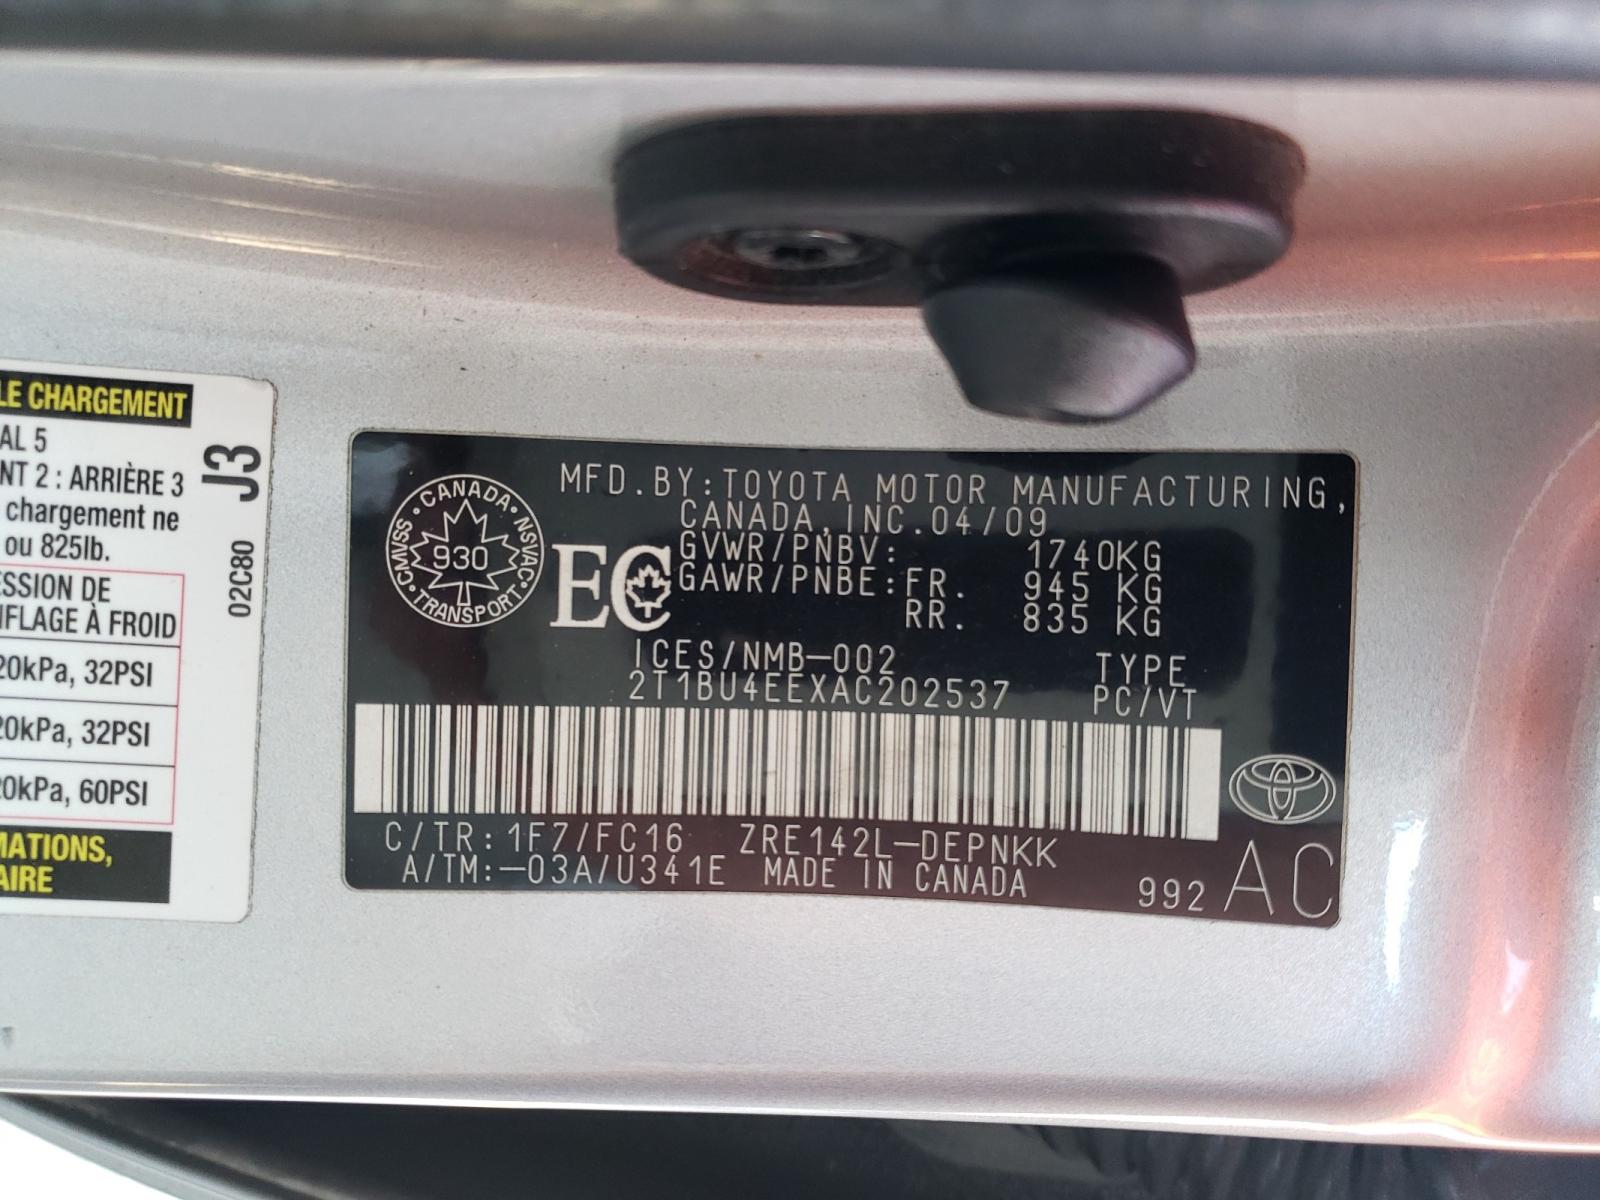 LE CHARGEMENT
AL 5
NT 2 : ARRIÈRE 3
chargement ne
ou 825lb.
ESSION DE
NFLAGE À FROID
20kPa, 32PSI
20kPa, 32PSI
20kPa, 60PSI
MATIONS,
AIRE
J3
02C80
CANADA
CMVSS
NSVAC
930
TRANSPORT
EC
MFD.BY:TOYOTA MOTOR MANUFACTURING,
CANADA,INC.04/09
GVWR/PNBV: 1740KG
GAWR/PNBE:FR. 945 KG
RR. 835 KG
ICES/NMB-002 TYPE
2T1BU4EEXAC202537 PC/VT
C/TR:1F7/FC16 ZRE142L-DEPNKK
A/TM:-03A/U341E MADE IN CANADA
992 AC